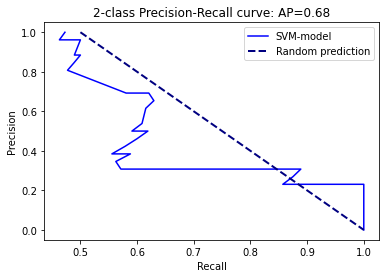 2-class Precision-Recall curve: AP=0.68
SVM-model
Random prediction
Precision
1.0
0.8
0.6
0.4
0.2
0.0
0.5 0.6 0.7 0.8 0.9 1.0
Recall